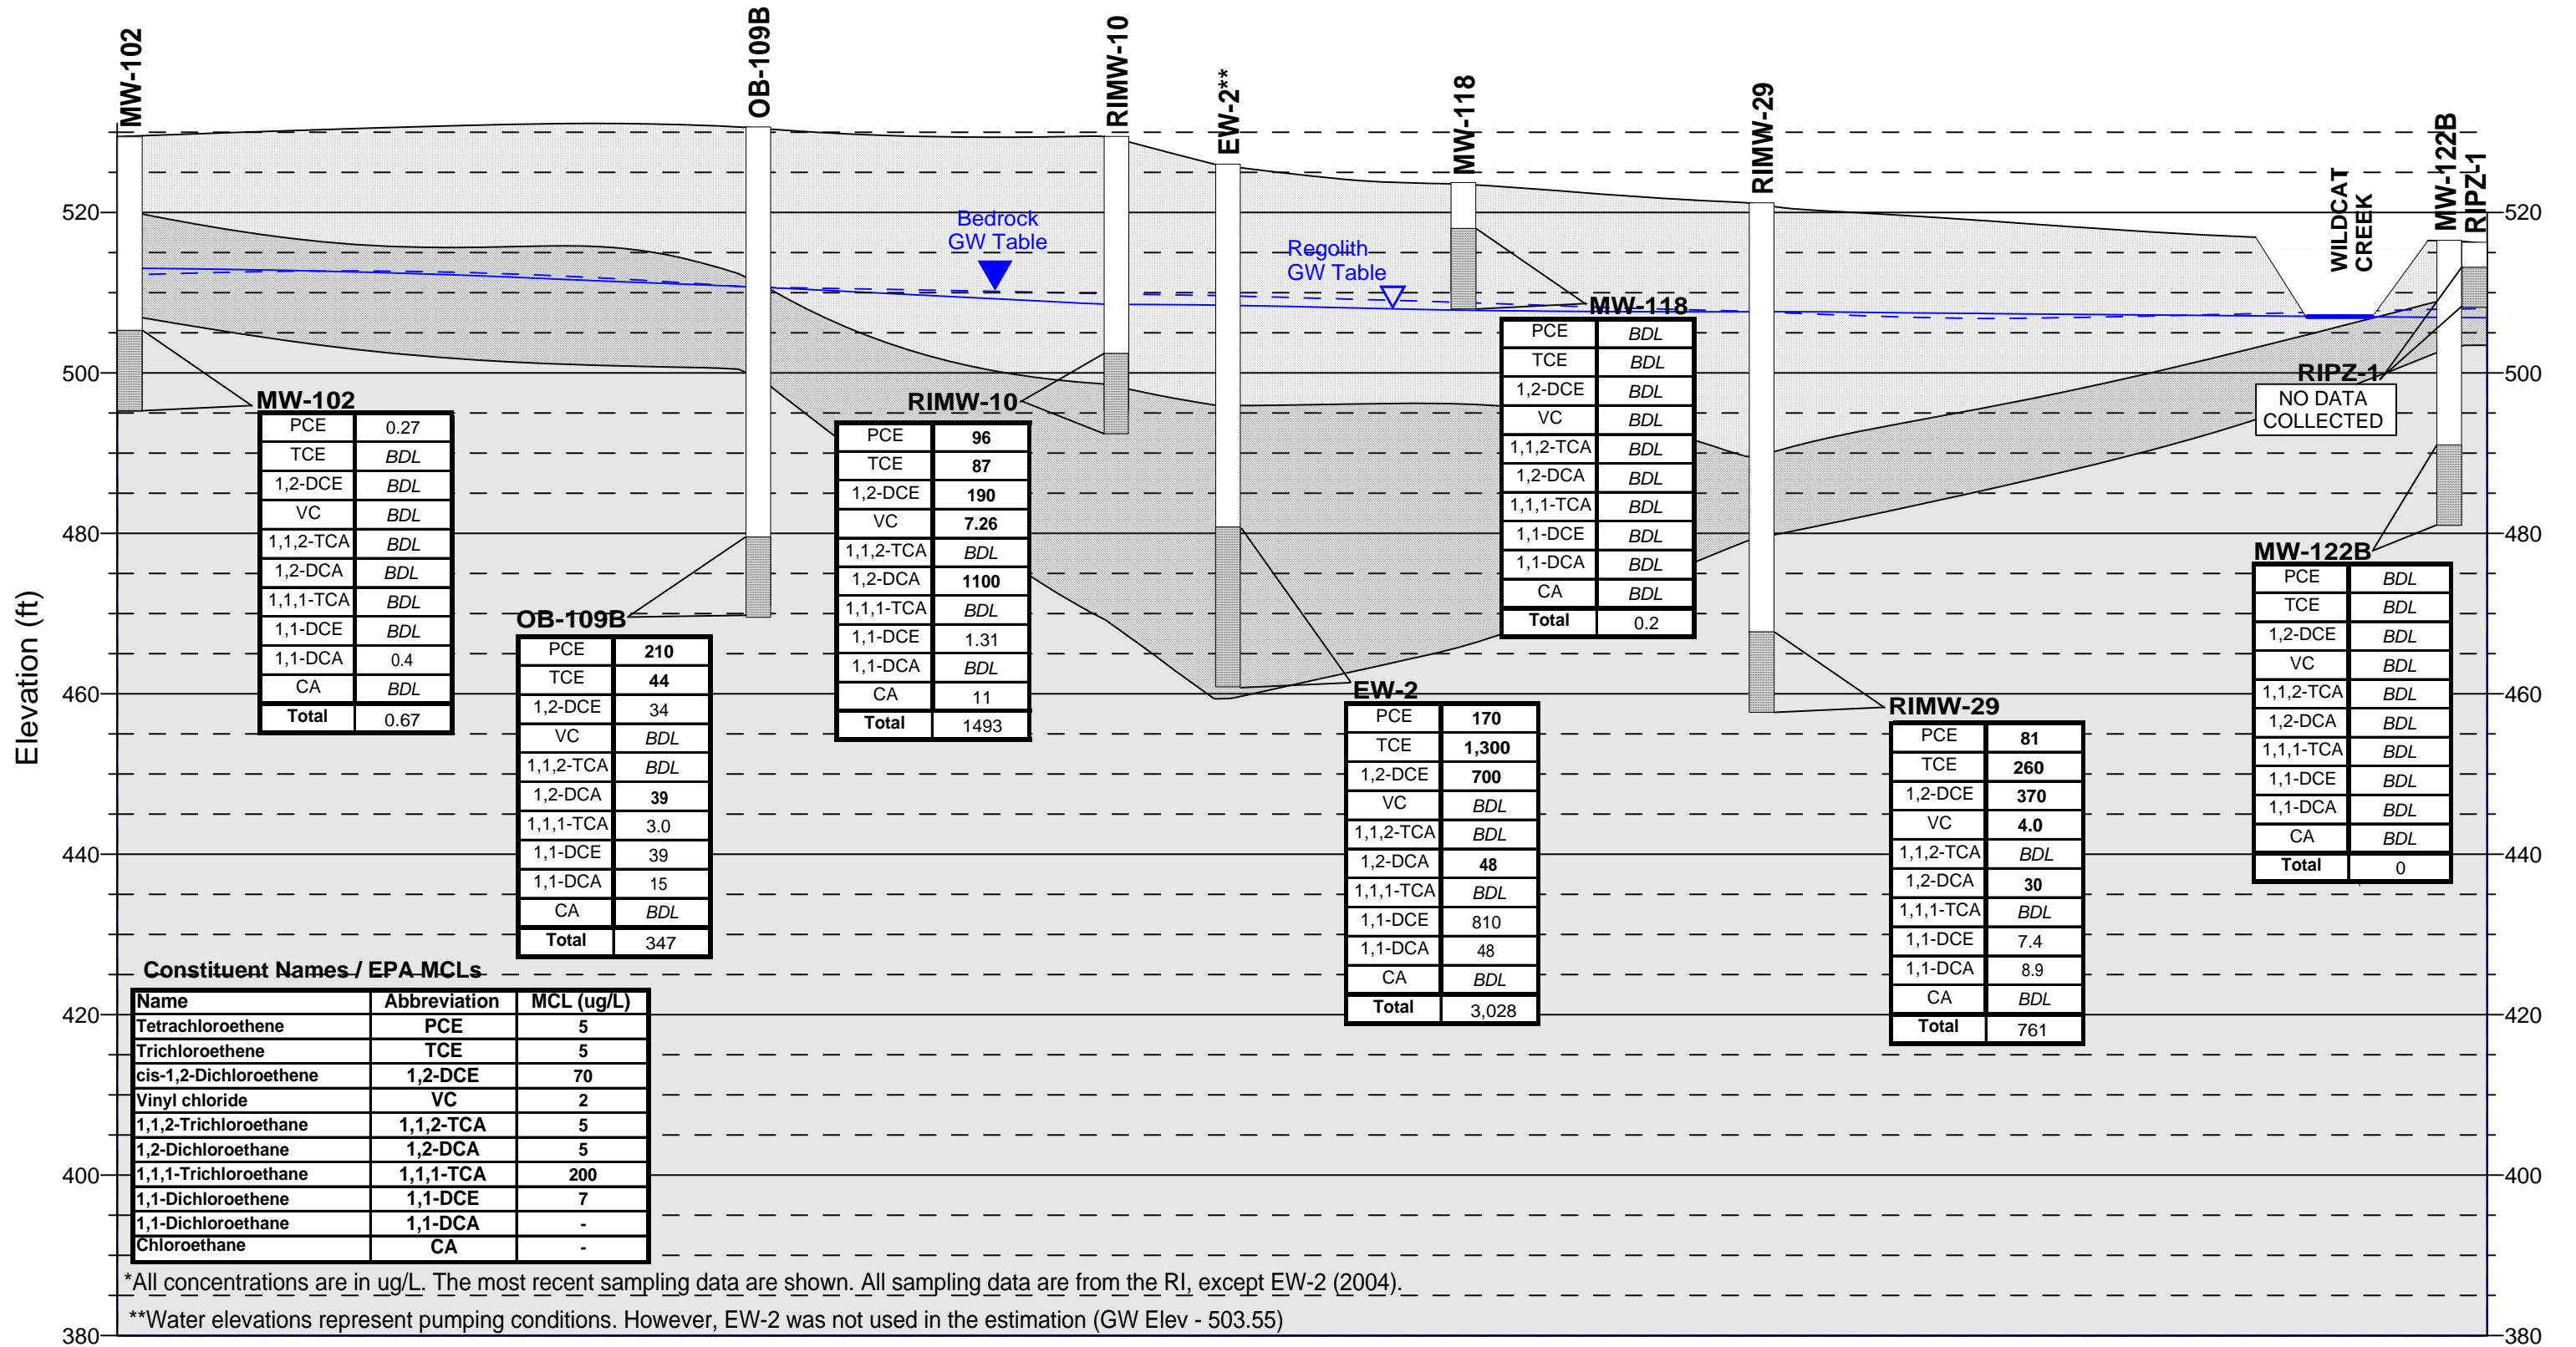 MW-102
OB-109B
RIMW-10
EW-2**
MW-118
RIMW-29
WILDCAT
CREEK
MW-122B
RIPZ-1
Elevation (ft)
520
500
480
460
440
420
400
380
520
500
480
460
440
420
400
380
Bedrock
GW Table
Regolith
GW Table
MW-102
PCE 0.27
TCE BDL
1,2-DCE BDL
VC BDL
1,1,2-TCA BDL
1,2-DCA BDL
1,1,1-TCA BDL
1,1-DCE BDL
1,1-DCA 0.4
CA BDL
Total 0.67
OB-109B
PCE 210
TCE 44
1,2-DCE 34
VC BDL
1,1,2-TCA BDL
1,2-DCA 39
1,1,1-TCA 3.0
1,1-DCE 39
1,1-DCA 15
CA BDL
Total 347
RIMW-10
PCE 96
TCE 87
1,2-DCE 190
VC 7.26
1,1,2-TCA BDL
1,2-DCA 1100
1,1,1-TCA BDL
1,1-DCE 1.31
1,1-DCA BDL
CA 11
Total 1493
EW-2
PCE 170
TCE 1,300
1,2-DCE 700
VC BDL
1,1,2-TCA BDL
1,2-DCA 48
1,1,1-TCA BDL
1,1-DCE 810
1,1-DCA 48
CA BDL
Total 3,028
MW-118
PCE BDL
TCE BDL
1,2-DCE BDL
VC BDL
1,1,2-TCA BDL
1,2-DCA BDL
1,1,1-TCA BDL
1,1-DCE BDL
1,1-DCA BDL
CA BDL
Total 0.2
RIMW-29
PCE 81
TCE 260
1,2-DCE 370
VC 4.0
1,1,2-TCA BDL
1,2-DCA 30
1,1,1-TCA BDL
1,1-DCE 7.4
1,1-DCA 8.9
CA BDL
Total 761
RIPZ-1
NO DATA
COLLECTED
MW-122B
PCE BDL
TCE BDL
1,2-DCE BDL
VC BDL
1,1,2-TCA BDL
1,2-DCA BDL
1,1,1-TCA BDL
1,1-DCE BDL
1,1-DCA BDL
CA BDL
Total 0
Constituent Names / EPA MCLs
Name Abbreviation MCL (ug/L)
Tetrachloroethene PCE 5
Trichloroethene TCE 5
cis-1,2-Dichloroethene 1,2-DCE 70
Vinyl chloride VC 2
1,1,2-Trichloroethane 1,1,2-TCA 5
1,2-Dichloroethane 1,2-DCA 5
1,1,1-Trichloroethane 1,1,1-TCA 200
1,1-Dichloroethene 1,1-DCE 7
1,1-Dichloroethane 1,1-DCA -
Chloroethane CA -
*All concentrations are in ug/L. The most recent sampling data are shown. All sampling data are from the RI, except EW-2 (2004).
**Water elevations represent pumping conditions. However, EW-2 was not used in the estimation (GW Elev - 503.55)